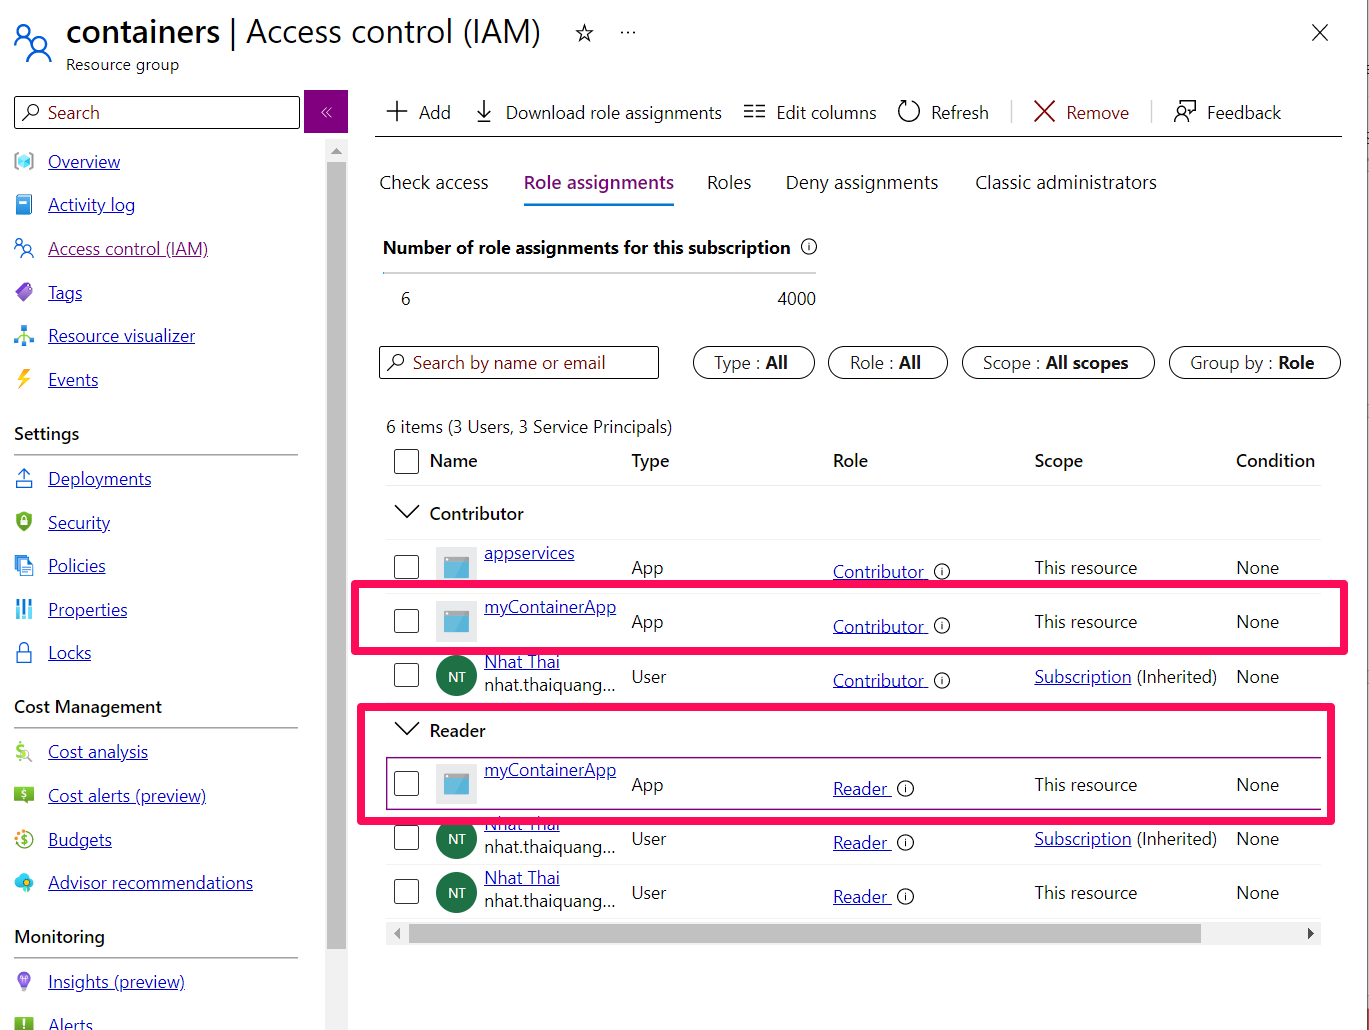 containers | Access control (IAM) ☆ ···
Resource group
Search
«
Overview
Activity log
Access control (IAM)
Tags
Resource visualizer
Events
Settings
Deployments
Security
Policies
Properties
Locks
Cost Management
Cost analysis
Cost alerts (preview)
Budgets
Advisor recommendations
Monitoring
Insights (preview)
Alerts
Add Download role assignments Edit columns Refresh Remove Feedback
Check access Role assignments Roles Deny assignments Classic administrators
Number of role assignments for this subscription
6 4000
Search by name or email Type : All Role : All Scope : All scopes Group by : Role
6 items (3 Users, 3 Service Principals)
Name Type Role Scope Condition
Contributor
appservices App Contributor This resource None
myContainerApp App Contributor This resource None
NT Nhat Thai User Contributor Subscription (Inherited) None
nhat.thaiquang...
Reader
myContainerApp App Reader This resource None
NT Nhat Thai User Reader Subscription (Inherited) None
nhat.thaiquang...
NT Nhat Thai User Reader This resource None
nhat.thaiquang...